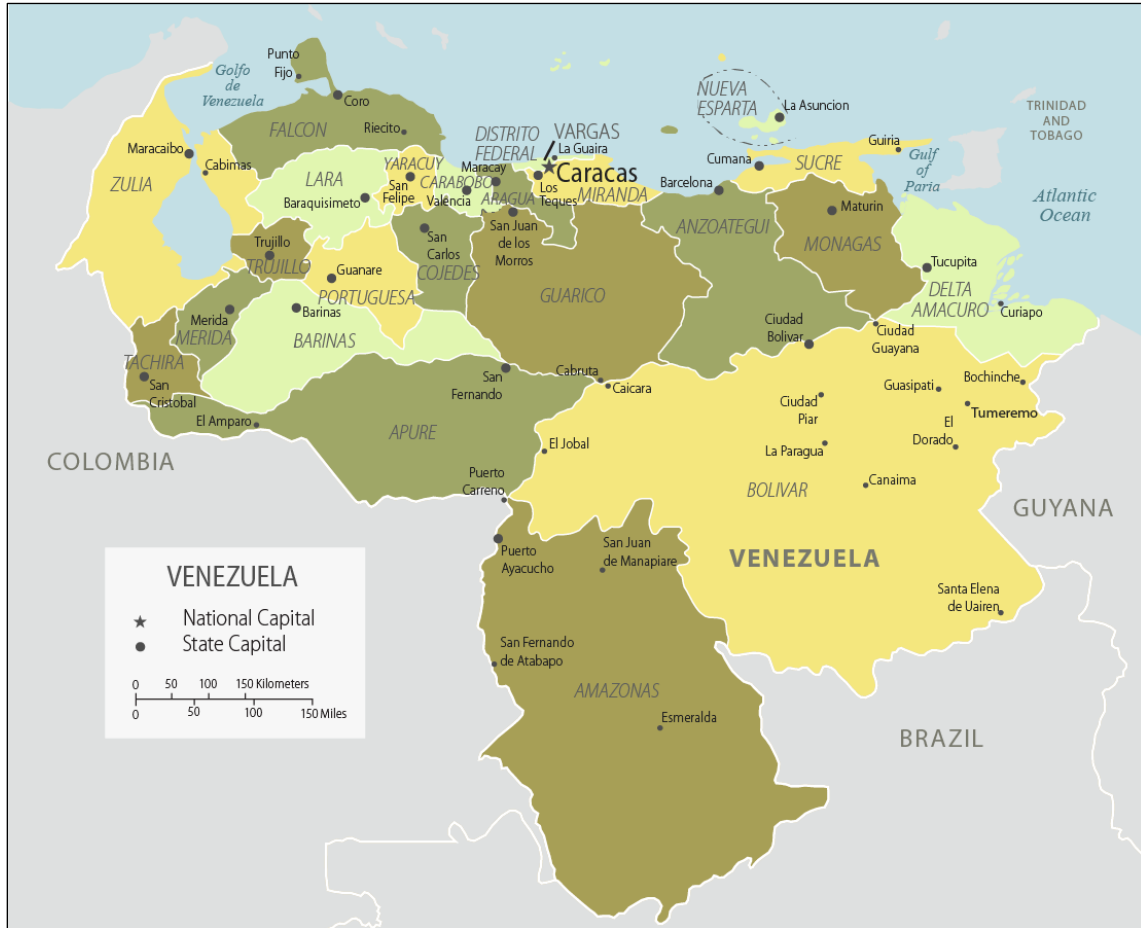 Punto
Fijo
Golfo
de
Venezuela
Coro
FALCON
Riecito
NUEVA
ESPARTA
La Asuncion
TRINIDAD
AND
TOBAGO
DISTRITO
FEDERAL
VARGAS
La Guaira
Caracas
Maracaibo
Cabimas
ZULIA
LARA
Baraquisimeto
YARACUY
San
Felipe
CARABOBO
Valencia
Maracay
ARAGUA
Los
Teques
MIRANDA
Cumana
SUCRE
Guiria
Gulf
of
Paria
Atlantic
Ocean
Barcelona
ANZOATEGUI
Maturin
MONAGAS
Trujillo
TRUJILLO
Guanare
PORTUGUESA
San
Carlos
COJEDES
San Juan
de los
Morros
GUARICO
Tucupita
DELTA
AMACURO
Curiapo
Merida
MERIDA
Barinas
BARINAS
Ciudad
Bolivar
Ciudad
Guayana
TACHIRA
San
Cristobal
El Amparo
San
Fernando
Cabruta
Caicara
Ciudad
Piar
Guasipati
Bochinche
Tumeremo
El
Dorado
APURE
El Jobal
La Paragua
Canaima
COLOMBIA
Puerto
Carreno
BOLIVAR
GUYANA
Puerto
Ayacucho
San Juan
de Manapiare
VENEZUELA
Santa Elena
de Uairen
San Fernando
de Atabapo
AMAZONAS
Esmeralda
BRAZIL
VENEZUELA
National Capital
State Capital
0 50 100 150 Kilometers
0 50 100 150 Miles